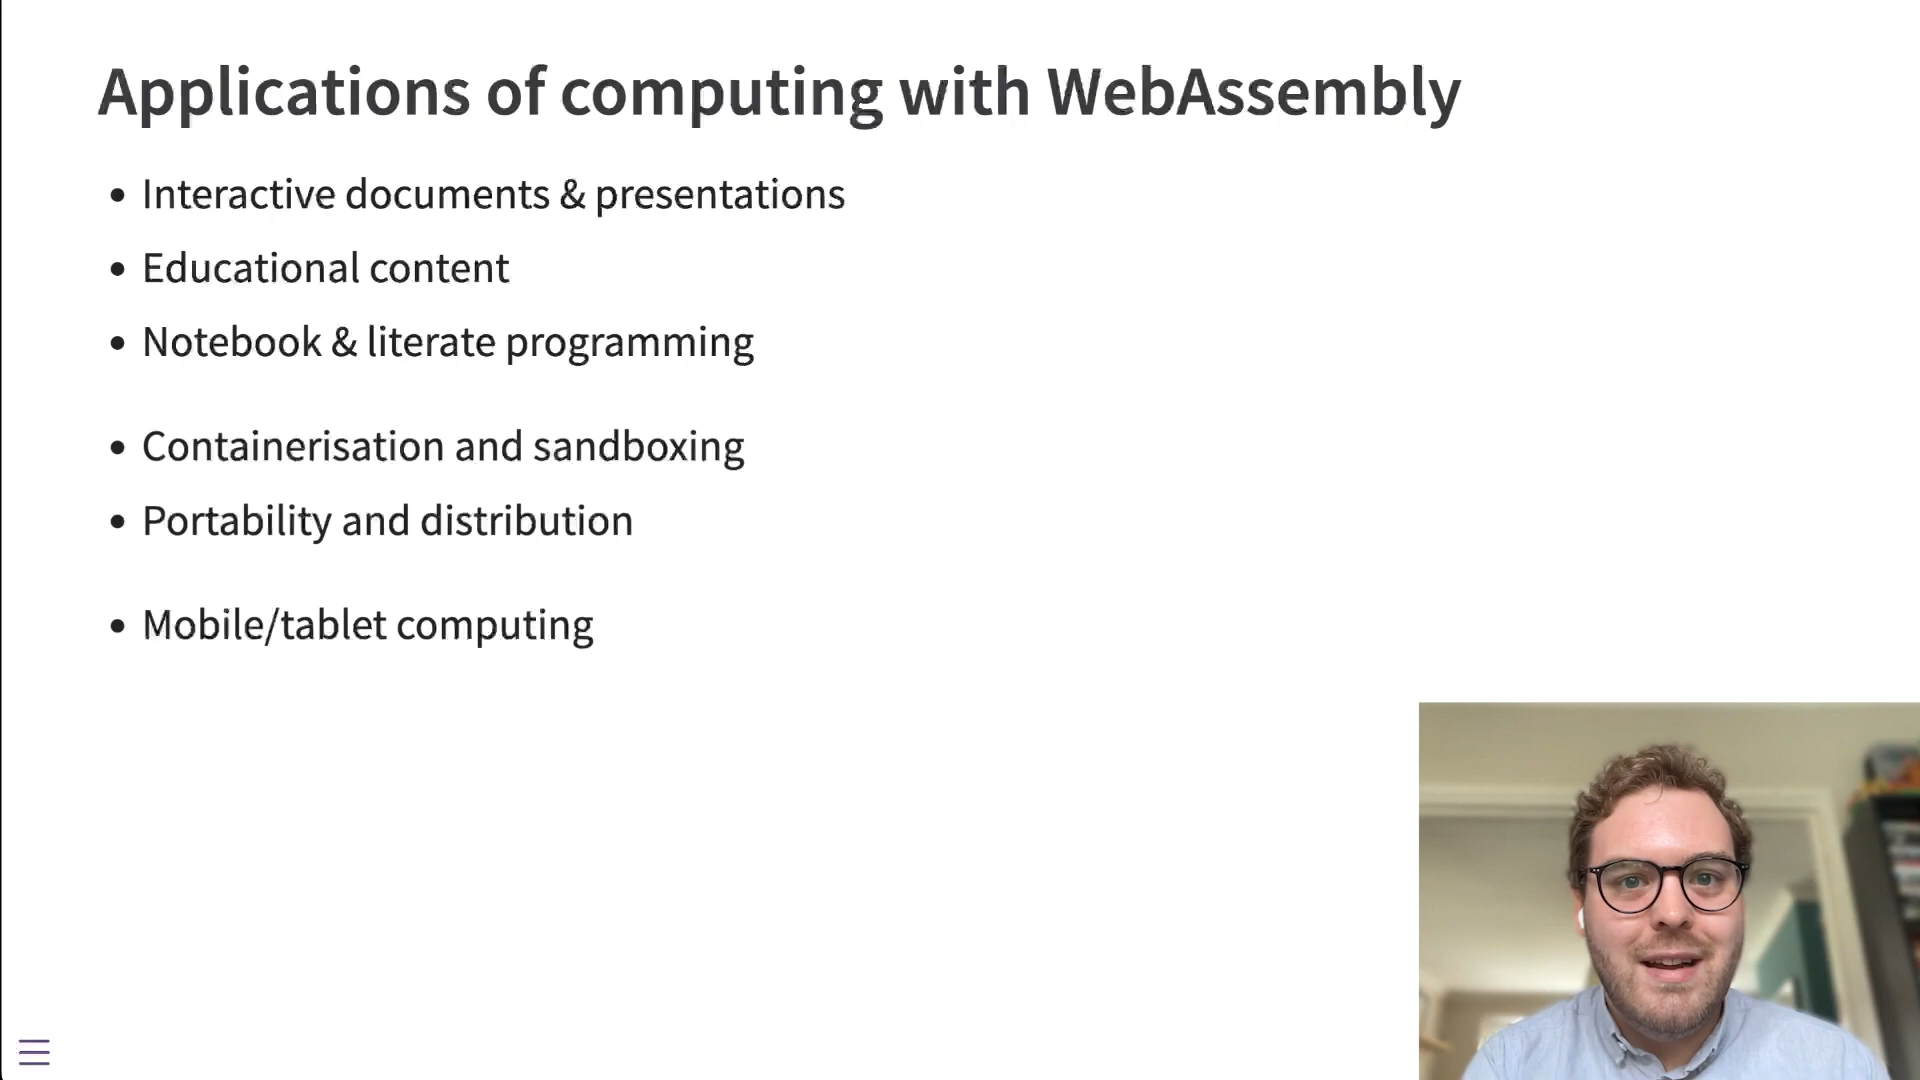 Applications of computing with WebAssembly
• Interactive documents & presentations
• Educational content
• Notebook & literate programming
• Containerisation and sandboxing
• Portability and distribution
• Mobile/tablet computing